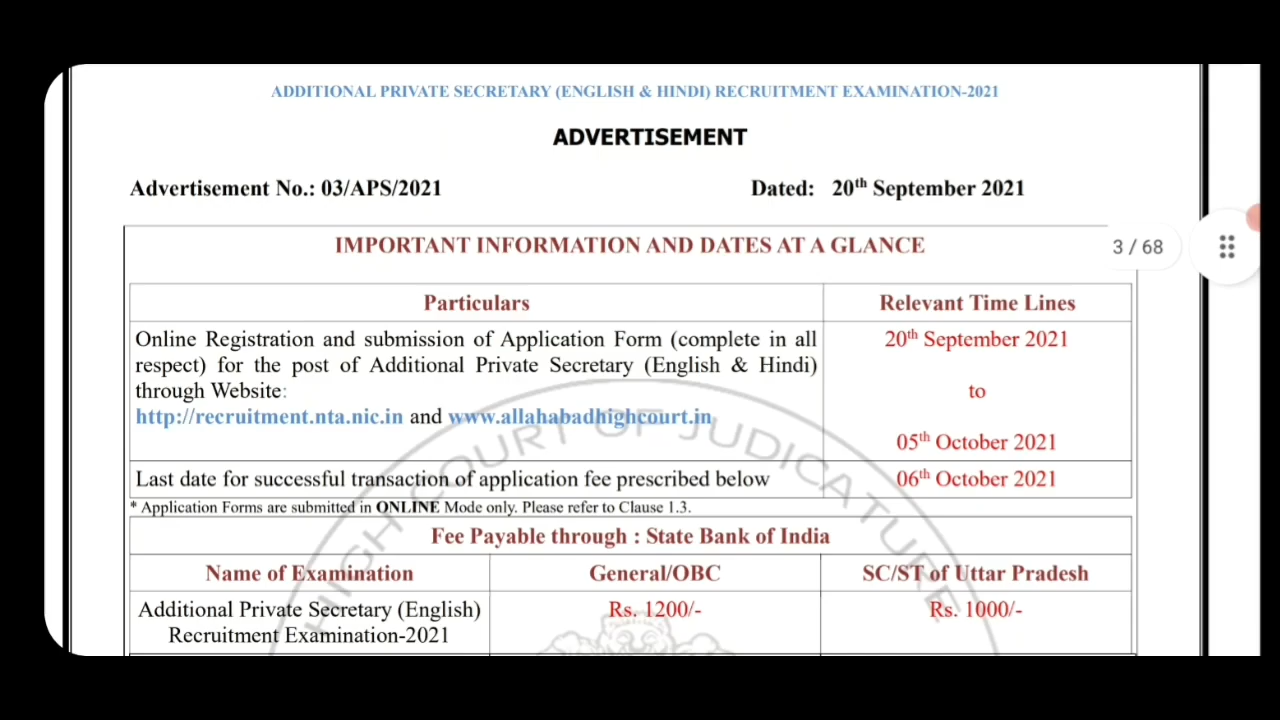 ADDITIONAL PRIVATE SECRETARY (ENGLISH & HINDI) RECRUITMENT EXAMINATION-2021
ADVERTISEMENT
Advertisement No.: 03/APS/2021 Dated: 20th September 2021
IMPORTANT INFORMATION AND DATES AT A GLANCE
3 / 68
Particulars Relevant Time Lines
Online Registration and submission of Application Form (complete in all
respect) for the post of Additional Private Secretary (English & Hindi)
through Website:
http://recruitment.nta.nic.in and www.allahabadhighcourt.in
20th September 2021
to
05th October 2021
Last date for successful transaction of application fee prescribed below 06th October 2021
* Application Forms are submitted in ONLINE Mode only. Please refer to Clause 1.3.
Fee Payable through : State Bank of India
Name of Examination General/OBC SC/ST of Uttar Pradesh
Additional Private Secretary (English)
Recruitment Examination-2021
Rs. 1200/- Rs. 1000/-
HIGH COURT OF JUDICATURE